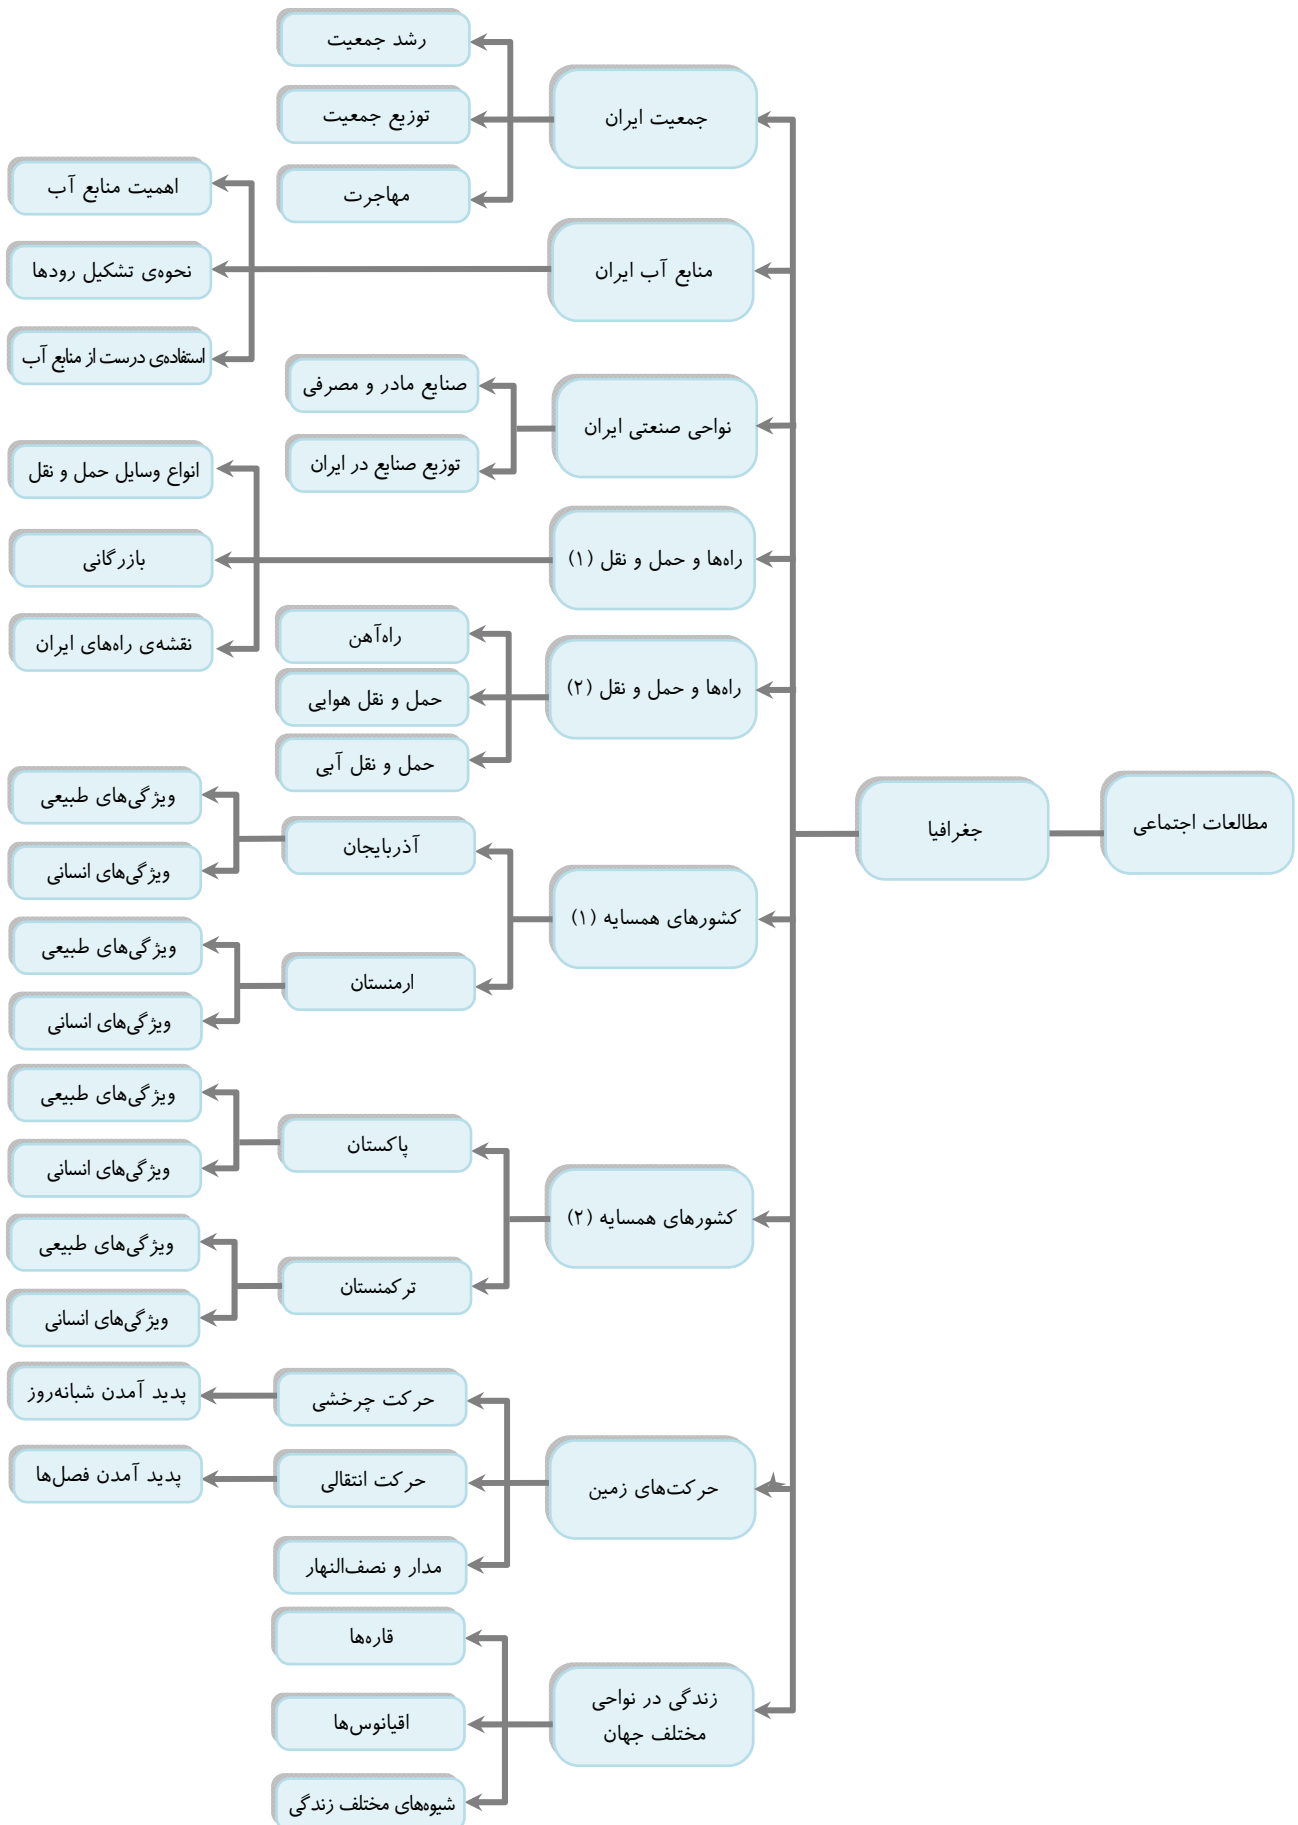 مطالعات اجتماعی
جغرافیا
جمعیت ایران
رشد جمعیت
توزیع جمعیت
مهاجرت
منابع آب ایران
اهمیت منابع آب
نحوه‌ی تشکیل رودها
استفاده‌ی درست از منابع آب
نواحی صنعتی ایران
صنایع مادر و مصرفی
توزیع صنایع در ایران
راه‌ها و حمل و نقل (۱)
انواع وسایل حمل و نقل
بازرگانی
نقشه‌ی راه‌های ایران
راه‌ها و حمل و نقل (۲)
راه‌آهن
حمل و نقل هوایی
حمل و نقل آبی
کشورهای همسایه (۱)
آذربایجان
ویژگی‌های طبیعی
ویژگی‌های انسانی
ارمنستان
ویژگی‌های طبیعی
ویژگی‌های انسانی
کشورهای همسایه (۲)
پاکستان
ویژگی‌های طبیعی
ویژگی‌های انسانی
ترکمنستان
ویژگی‌های طبیعی
ویژگی‌های انسانی
حرکت‌های زمین
حرکت چرخشی
پدید آمدن شبانه‌روز
حرکت انتقالی
پدید آمدن فصل‌ها
مدار و نصف‌النهار
زندگی در نواحی
مختلف جهان
قاره‌ها
اقیانوس‌ها
شیوه‌های مختلف زندگی